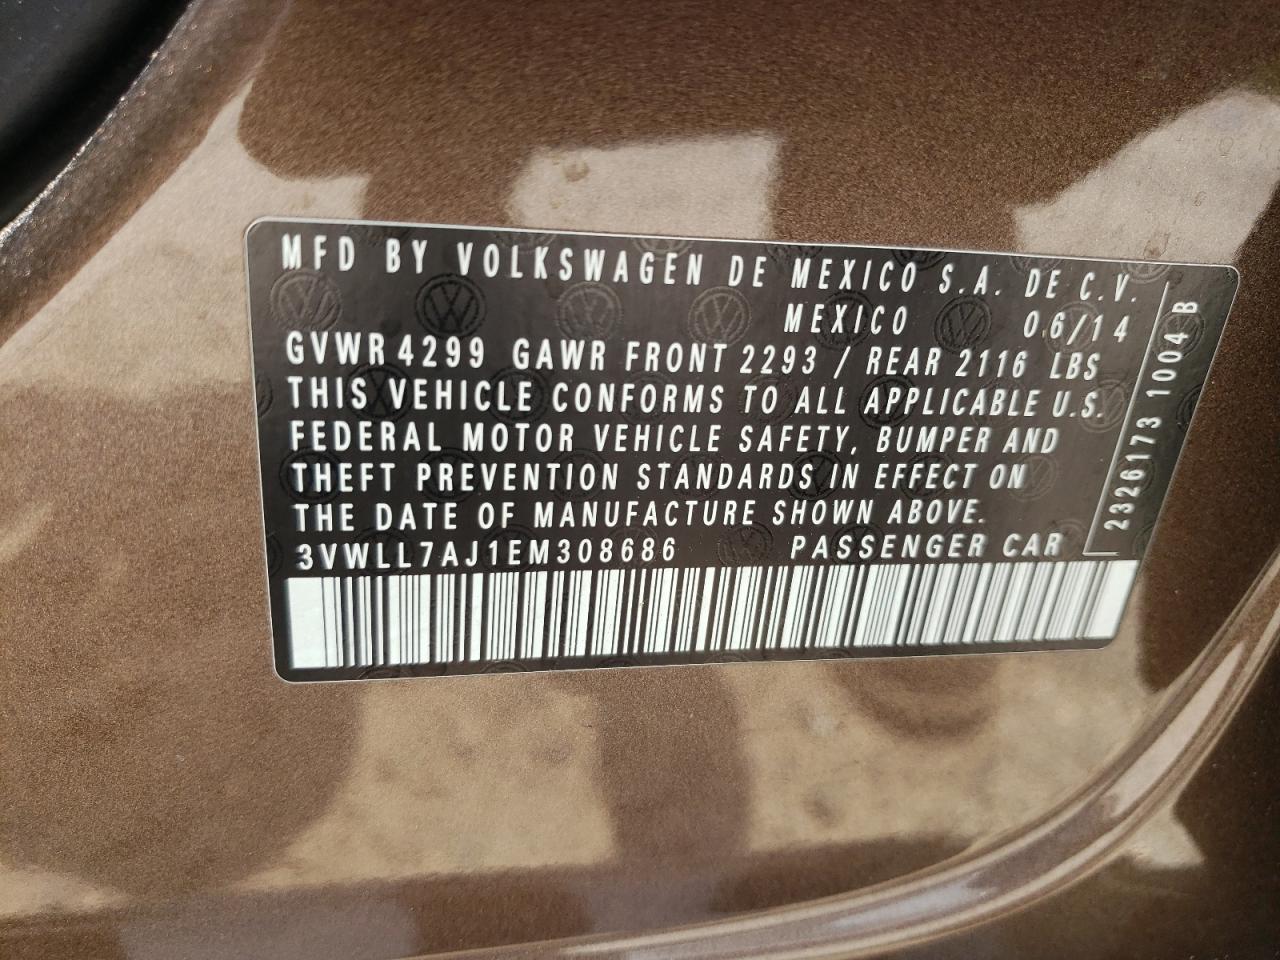 MFD BY VOLKSWAGEN DE MEXICO S.A. DE C.V.
MEXICO 06/14
GVWR 4299 GAWR FRONT 2293 / REAR 2116 LBS
THIS VEHICLE CONFORMS TO ALL APPLICABLE U.S.
FEDERAL MOTOR VEHICLE SAFETY, BUMPER AND
THEFT PREVENTION STANDARDS IN EFFECT ON
THE DATE OF MANUFACTURE SHOWN ABOVE.
3VWLL7AJ1EM308686 PASSENGER CAR
2326173 1004 B